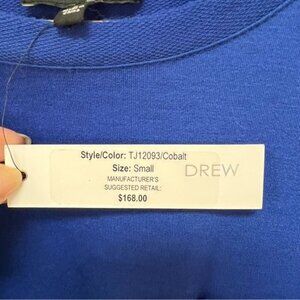 Style/Color: TJ12093/Cobalt
Size: Small
DREW
MANUFACTURER'S
SUGGESTED RETAIL:
$168.00